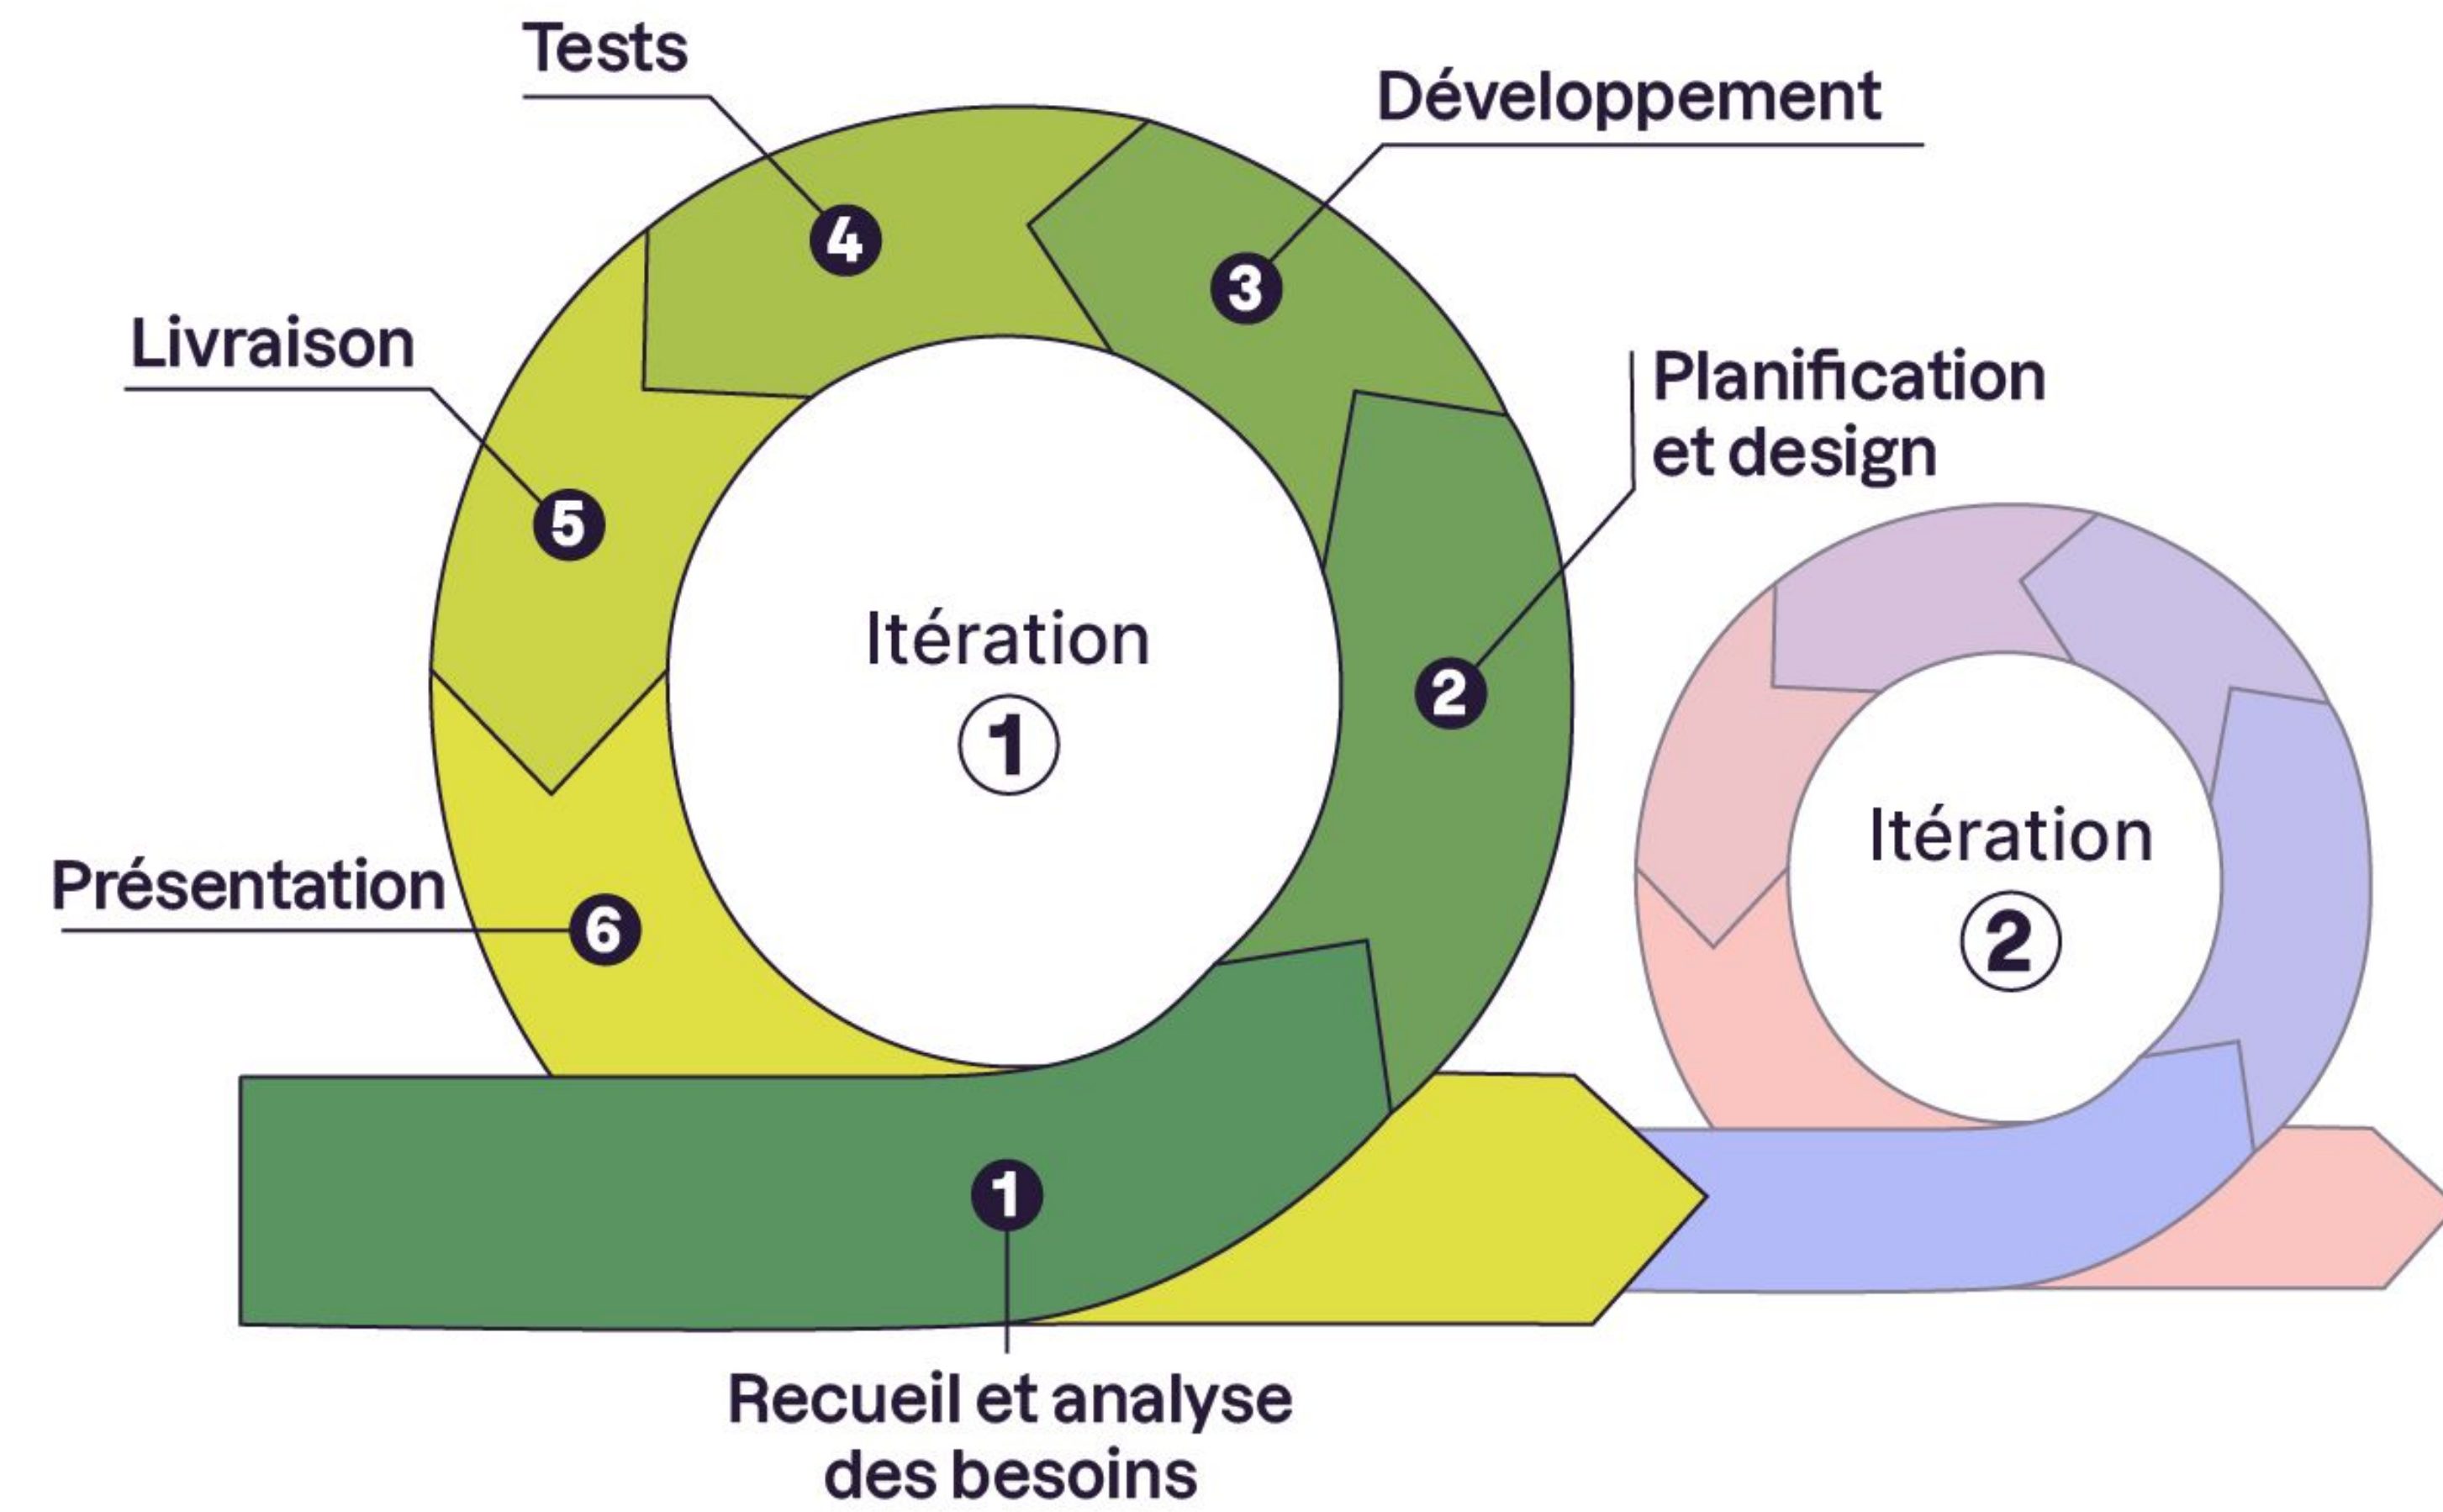 Tests
Développement
4
3
Livraison
Planification
et design
5
Itération
1
2
Itération
2
Présentation
6
1
Recueil et analyse
des besoins